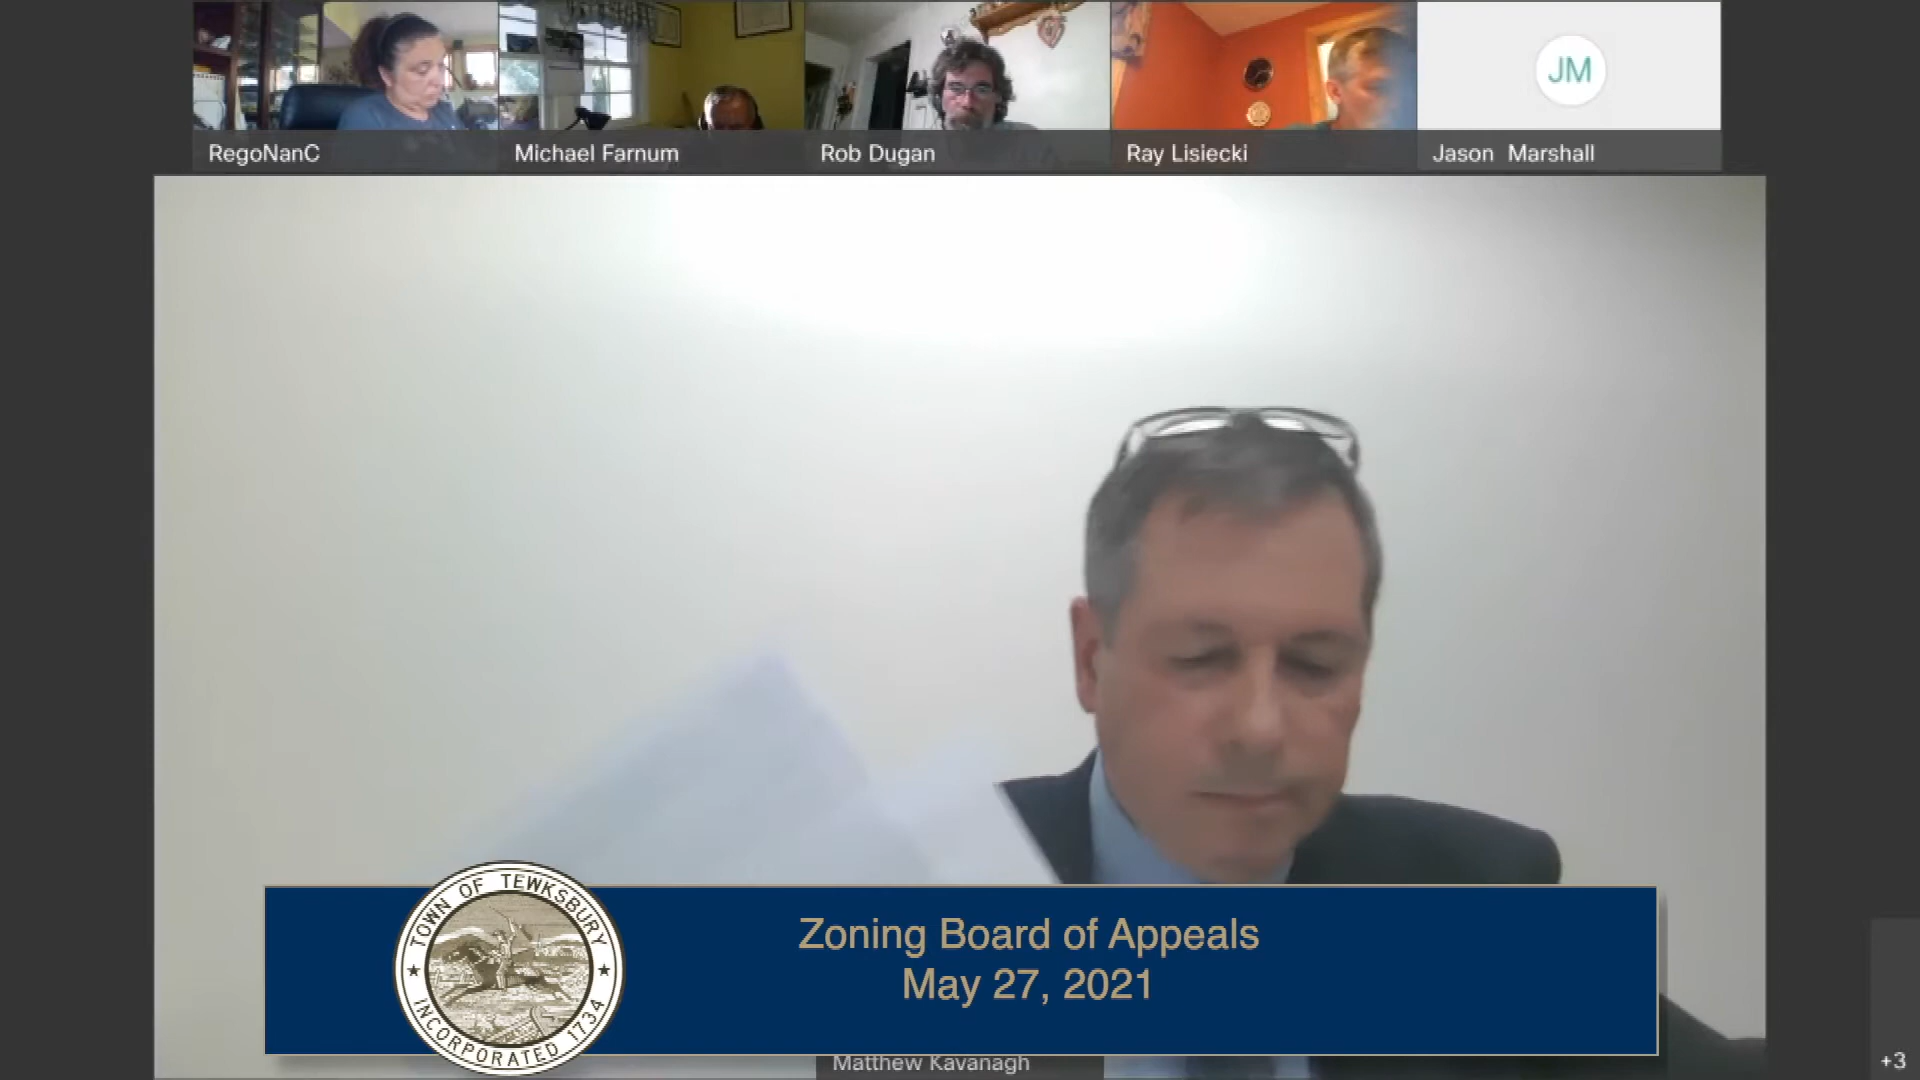 RegoNanC
Michael Farnum
Rob Dugan
Ray Lisiecki
JM
Jason Marshall
TOWN OF TEWKSBURY
INCORPORATED 1734
Zoning Board of Appeals
May 27, 2021
Matthew Kavanagh
+3